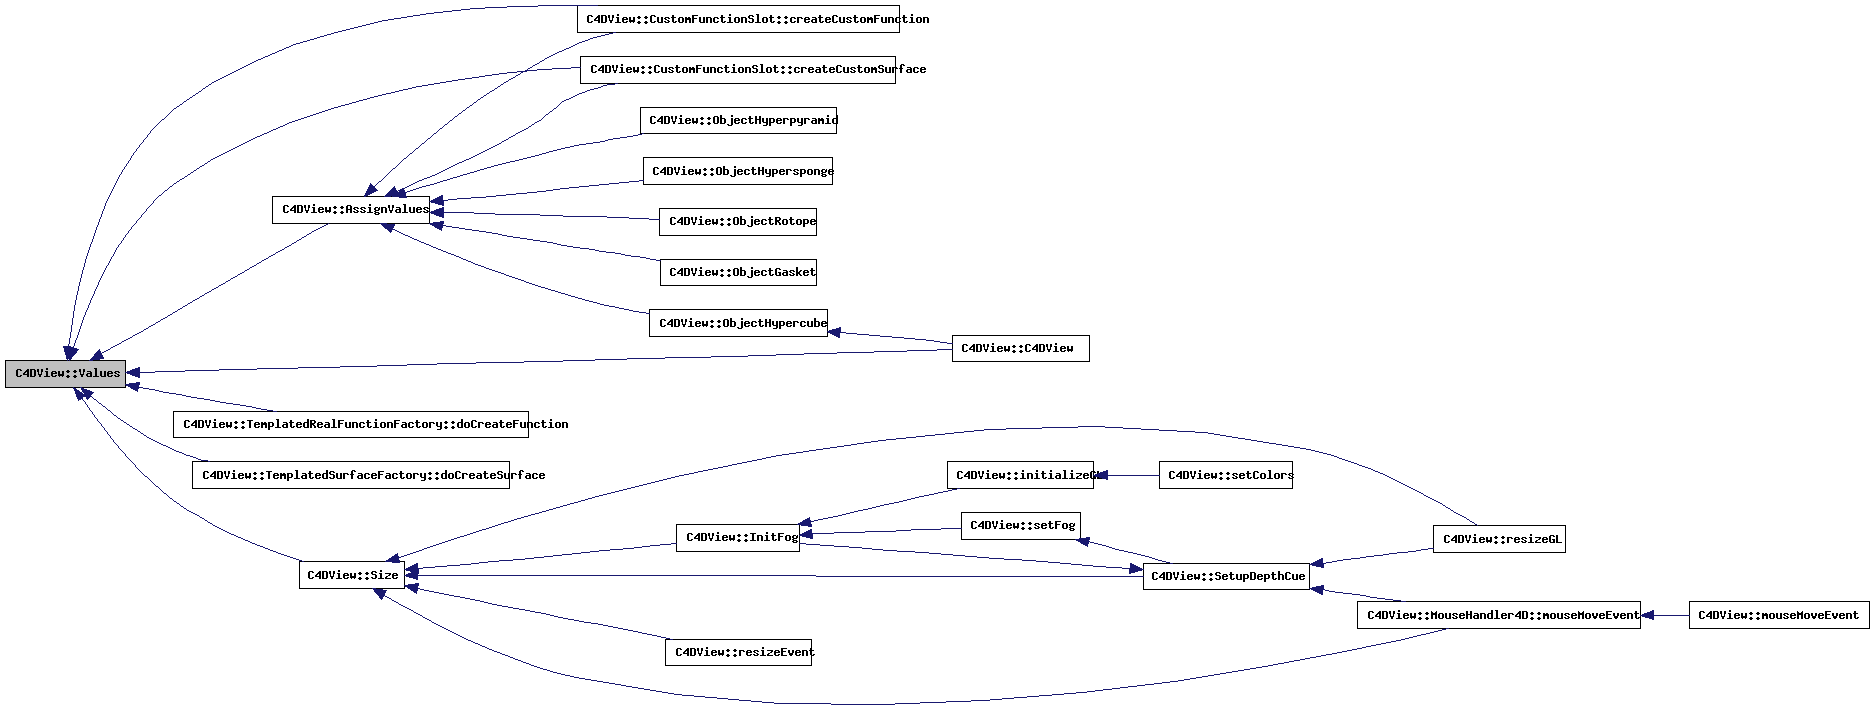 C4DView::CustomFunctionSlot::createCustomFunction
C4DView::CustomFunctionSlot::createCustomSurface
C4DView::ObjectHyperpyramid
C4DView::ObjectHypersponge
C4DView::AssignValues
C4DView::ObjectRotope
C4DView::ObjectGasket
C4DView::ObjectHypercube
C4DView::C4DView
C4DView::Values
C4DView::TemplatedRealFunctionFactory::doCreateFunction
C4DView::TemplatedSurfaceFactory::doCreateSurface
C4DView::initializeGL
C4DView::setColors
C4DView::setFog
C4DView::InitFog
C4DView::resizeGL
C4DView::Size
C4DView::SetupDepthCue
C4DView::MouseHandler4D::mouseMoveEvent
C4DView::mouseMoveEvent
C4DView::resizeEvent